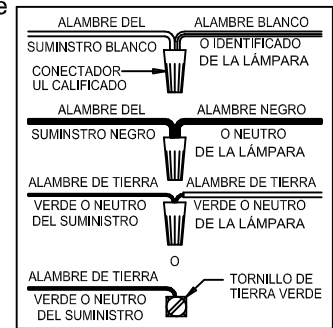 e
ALAMBRE DEL ALAMBRE BLANCO
SUMINSTRO BLANCO O IDENTIFICADO
DE LA LÁMPARA
CONECTADOR
UL CALIFICADO
ALAMBRE DEL ALAMBRE NEGRO
SUMINSTRO NEGRO O NEUTRO
DE LA LÁMPARA
ALAMBRE DE TIERRA ALAMBRE DE TIERRA
VERDE O NEUTRO VERDE O NEUTRO
DEL SUMINISTRO DE LA LÁMPARA
O
ALAMBRE DE TIERRA TORNILLO DE
TIERRA VERDE
VERDE O NEUTRO
DEL SUMINISTRO